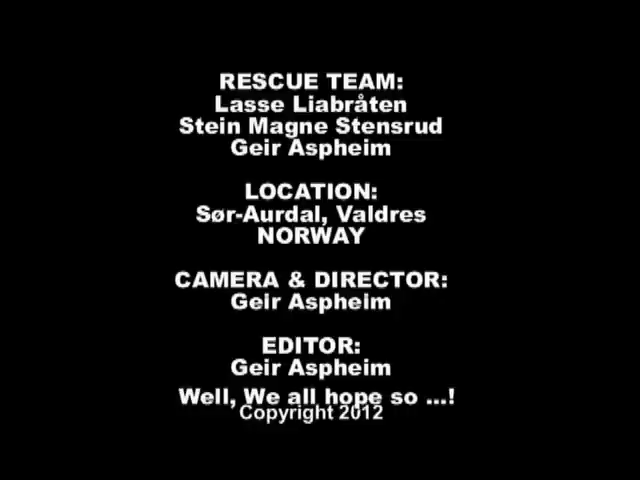 RESCUE TEAM:
Lasse Liabråten
Stein Magne Stensrud
Geir Aspheim
LOCATION:
Sør-Aurdal, Valdres
NORWAY
CAMERA & DIRECTOR:
Geir Aspheim
EDITOR:
Geir Aspheim
Well, We all hope so ...!
Copyright 2012